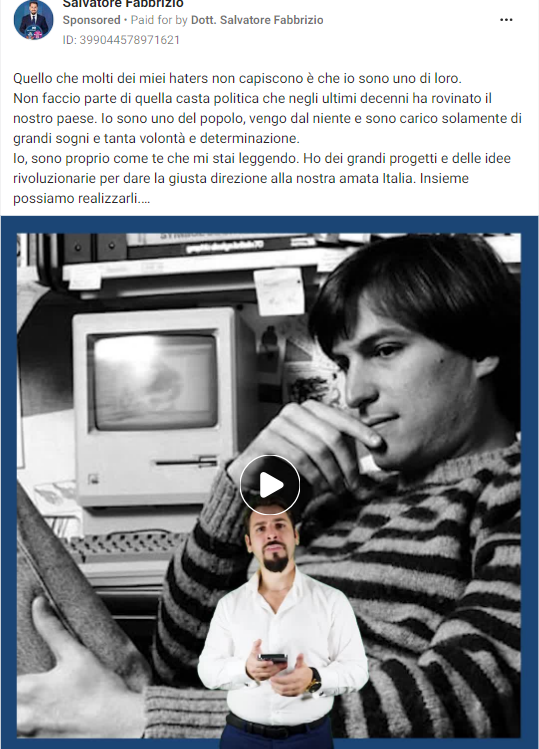 Salvatore Fabbrizio
Sponsored • Paid for by Dott. Salvatore Fabbrizio
ID: 399044578971621
Quello che molti dei miei haters non capiscono è che io sono uno di loro.
Non faccio parte di quella casta politica che negli ultimi decenni ha rovinato il
nostro paese. Io sono uno del popolo, vengo dal niente e sono carico solamente di
grandi sogni e tanta volontà e determinazione.
Io, sono proprio come te che mi stai leggendo. Ho dei grandi progetti e delle idee
rivoluzionarie per dare la giusta direzione alla nostra amata Italia. Insieme
possiamo realizzarli....